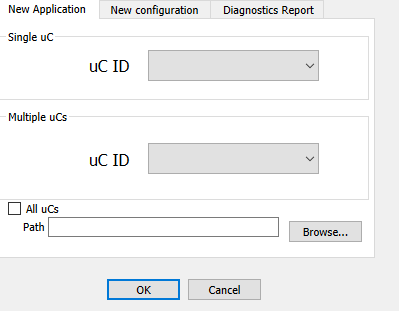 New Application New configuration Diagnostics Report
Single uC
uC ID
Multiple uCs
uC ID
All uCs
Path Browse...
OK Cancel